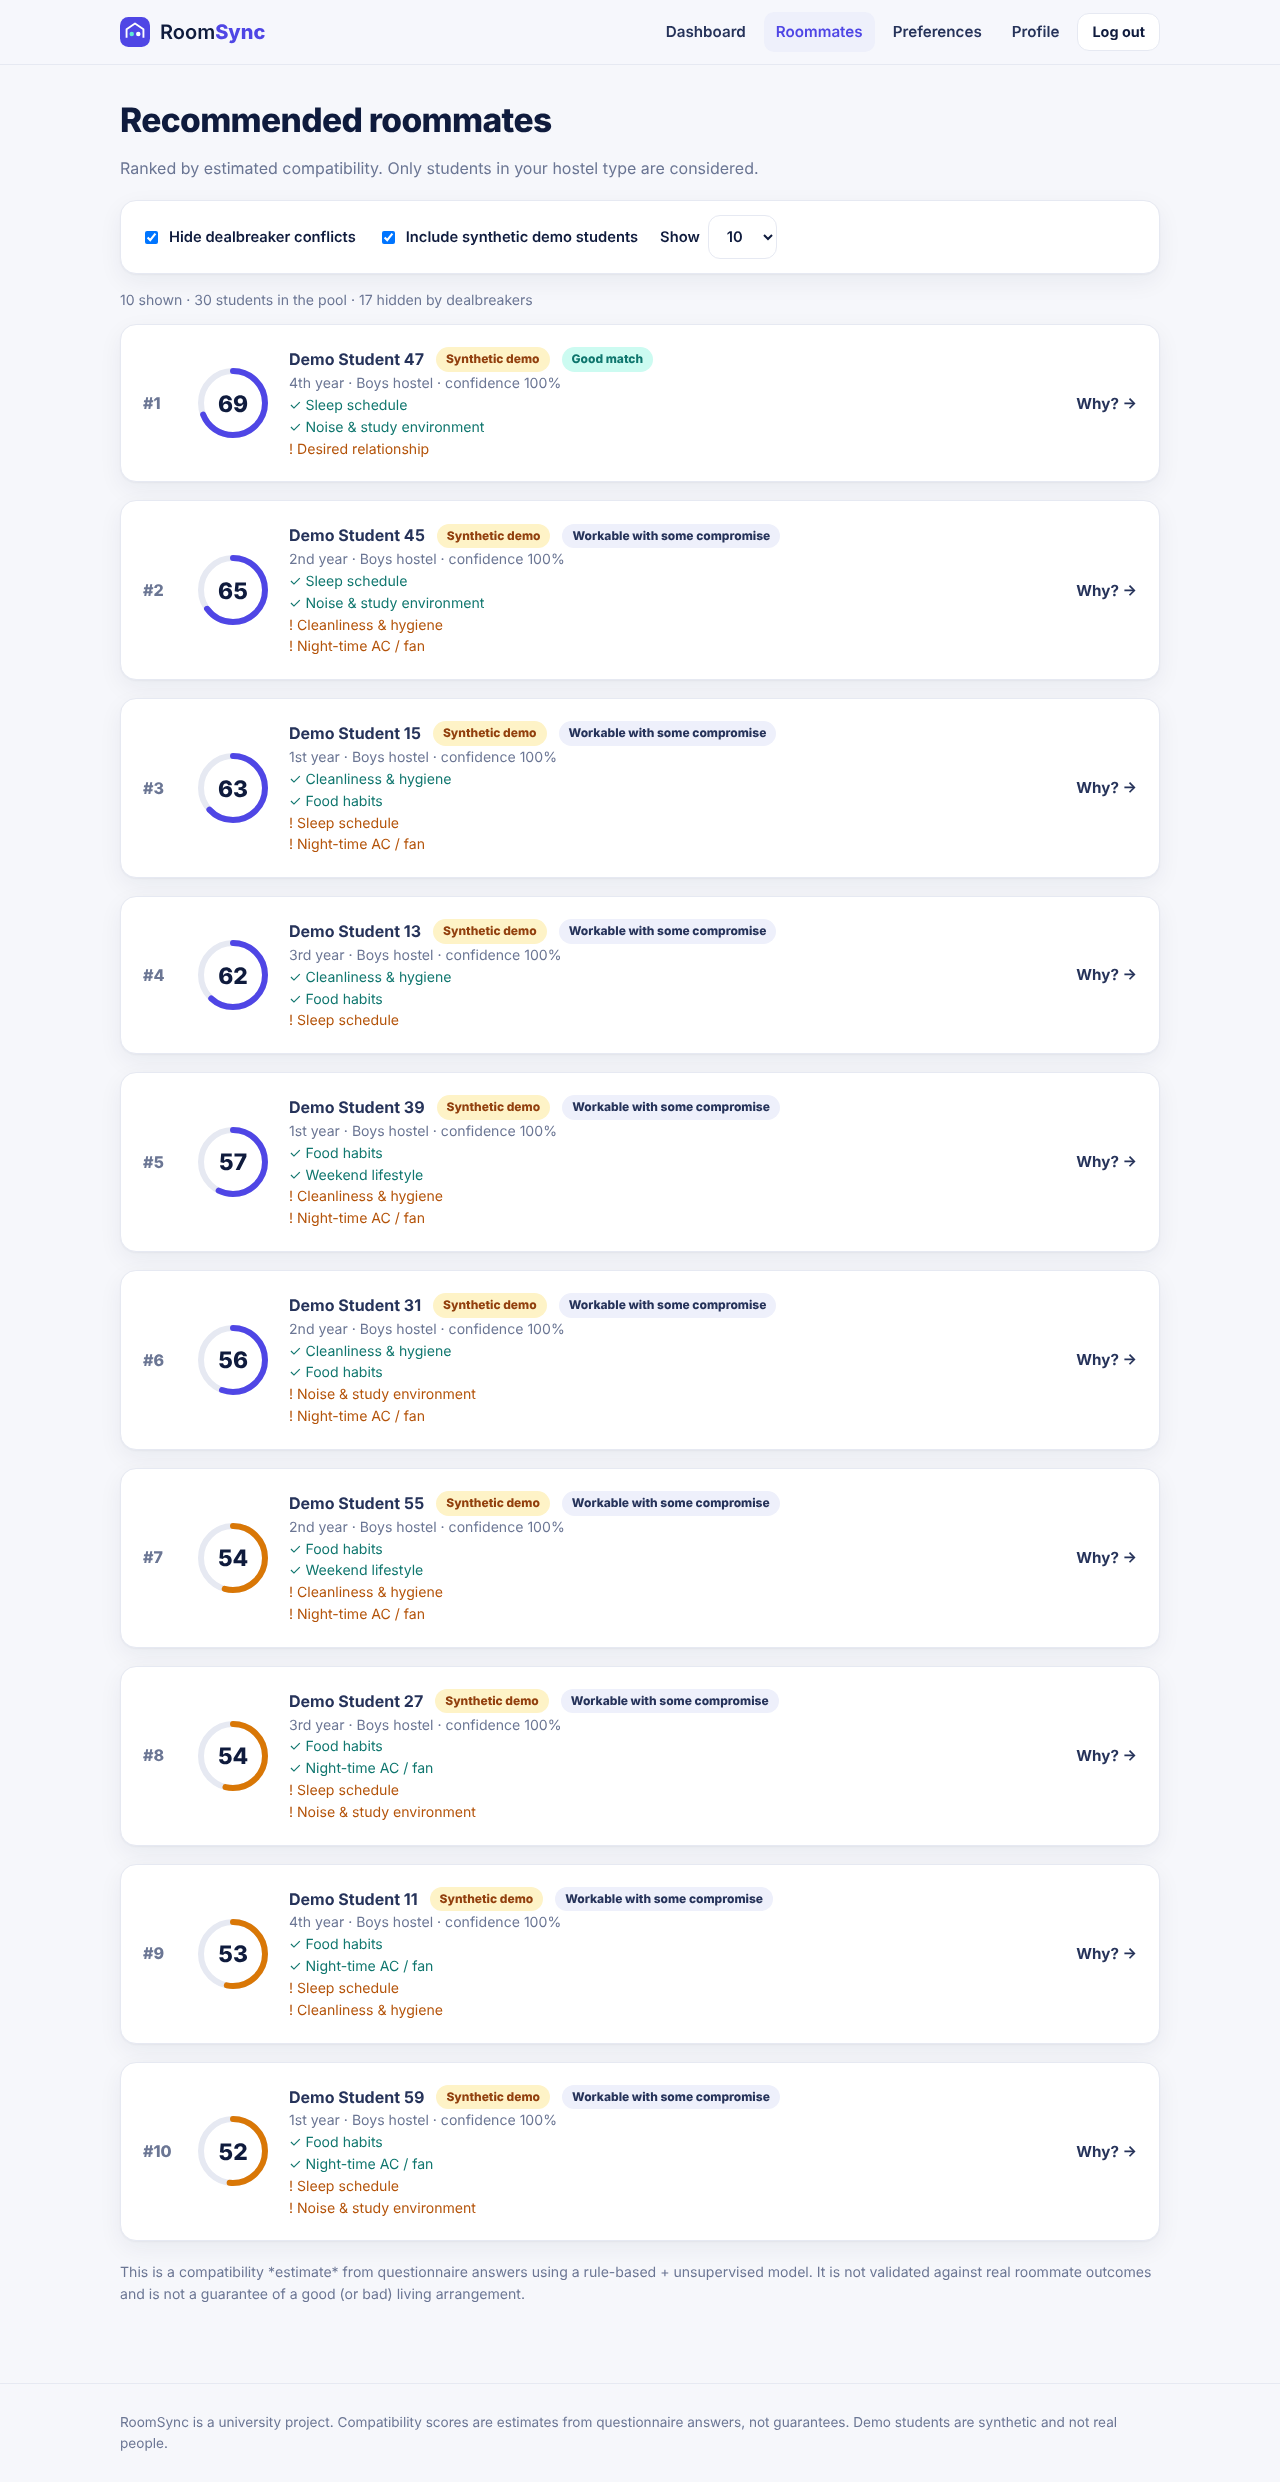 RoomSync
Dashboard
Roommates
Preferences
Profile
Log out
Recommended roommates
Ranked by estimated compatibility. Only students in your hostel type are considered.
Hide dealbreaker conflicts
Include synthetic demo students
Show
10
10 shown · 30 students in the pool · 17 hidden by dealbreakers
#1
69
Demo Student 47 Synthetic demo Good match
4th year · Boys hostel · confidence 100%
✓ Sleep schedule
✓ Noise & study environment
! Desired relationship
Why? →
#2
65
Demo Student 45 Synthetic demo Workable with some compromise
2nd year · Boys hostel · confidence 100%
✓ Sleep schedule
✓ Noise & study environment
! Cleanliness & hygiene
! Night-time AC / fan
Why? →
#3
63
Demo Student 15 Synthetic demo Workable with some compromise
1st year · Boys hostel · confidence 100%
✓ Cleanliness & hygiene
✓ Food habits
! Sleep schedule
! Night-time AC / fan
Why? →
#4
62
Demo Student 13 Synthetic demo Workable with some compromise
3rd year · Boys hostel · confidence 100%
✓ Cleanliness & hygiene
✓ Food habits
! Sleep schedule
Why? →
#5
57
Demo Student 39 Synthetic demo Workable with some compromise
1st year · Boys hostel · confidence 100%
✓ Food habits
✓ Weekend lifestyle
! Cleanliness & hygiene
! Night-time AC / fan
Why? →
#6
56
Demo Student 31 Synthetic demo Workable with some compromise
2nd year · Boys hostel · confidence 100%
✓ Cleanliness & hygiene
✓ Food habits
! Noise & study environment
! Night-time AC / fan
Why? →
#7
54
Demo Student 55 Synthetic demo Workable with some compromise
2nd year · Boys hostel · confidence 100%
✓ Food habits
✓ Weekend lifestyle
! Cleanliness & hygiene
! Night-time AC / fan
Why? →
#8
54
Demo Student 27 Synthetic demo Workable with some compromise
3rd year · Boys hostel · confidence 100%
✓ Food habits
✓ Night-time AC / fan
! Sleep schedule
! Noise & study environment
Why? →
#9
53
Demo Student 11 Synthetic demo Workable with some compromise
4th year · Boys hostel · confidence 100%
✓ Food habits
✓ Night-time AC / fan
! Sleep schedule
! Cleanliness & hygiene
Why? →
#10
52
Demo Student 59 Synthetic demo Workable with some compromise
1st year · Boys hostel · confidence 100%
✓ Food habits
✓ Night-time AC / fan
! Sleep schedule
! Noise & study environment
Why? →
This is a compatibility *estimate* from questionnaire answers using a rule-based + unsupervised model. It is not validated against real roommate outcomes
and is not a guarantee of a good (or bad) living arrangement.
RoomSync is a university project. Compatibility scores are estimates from questionnaire answers, not guarantees. Demo students are synthetic and not real
people.